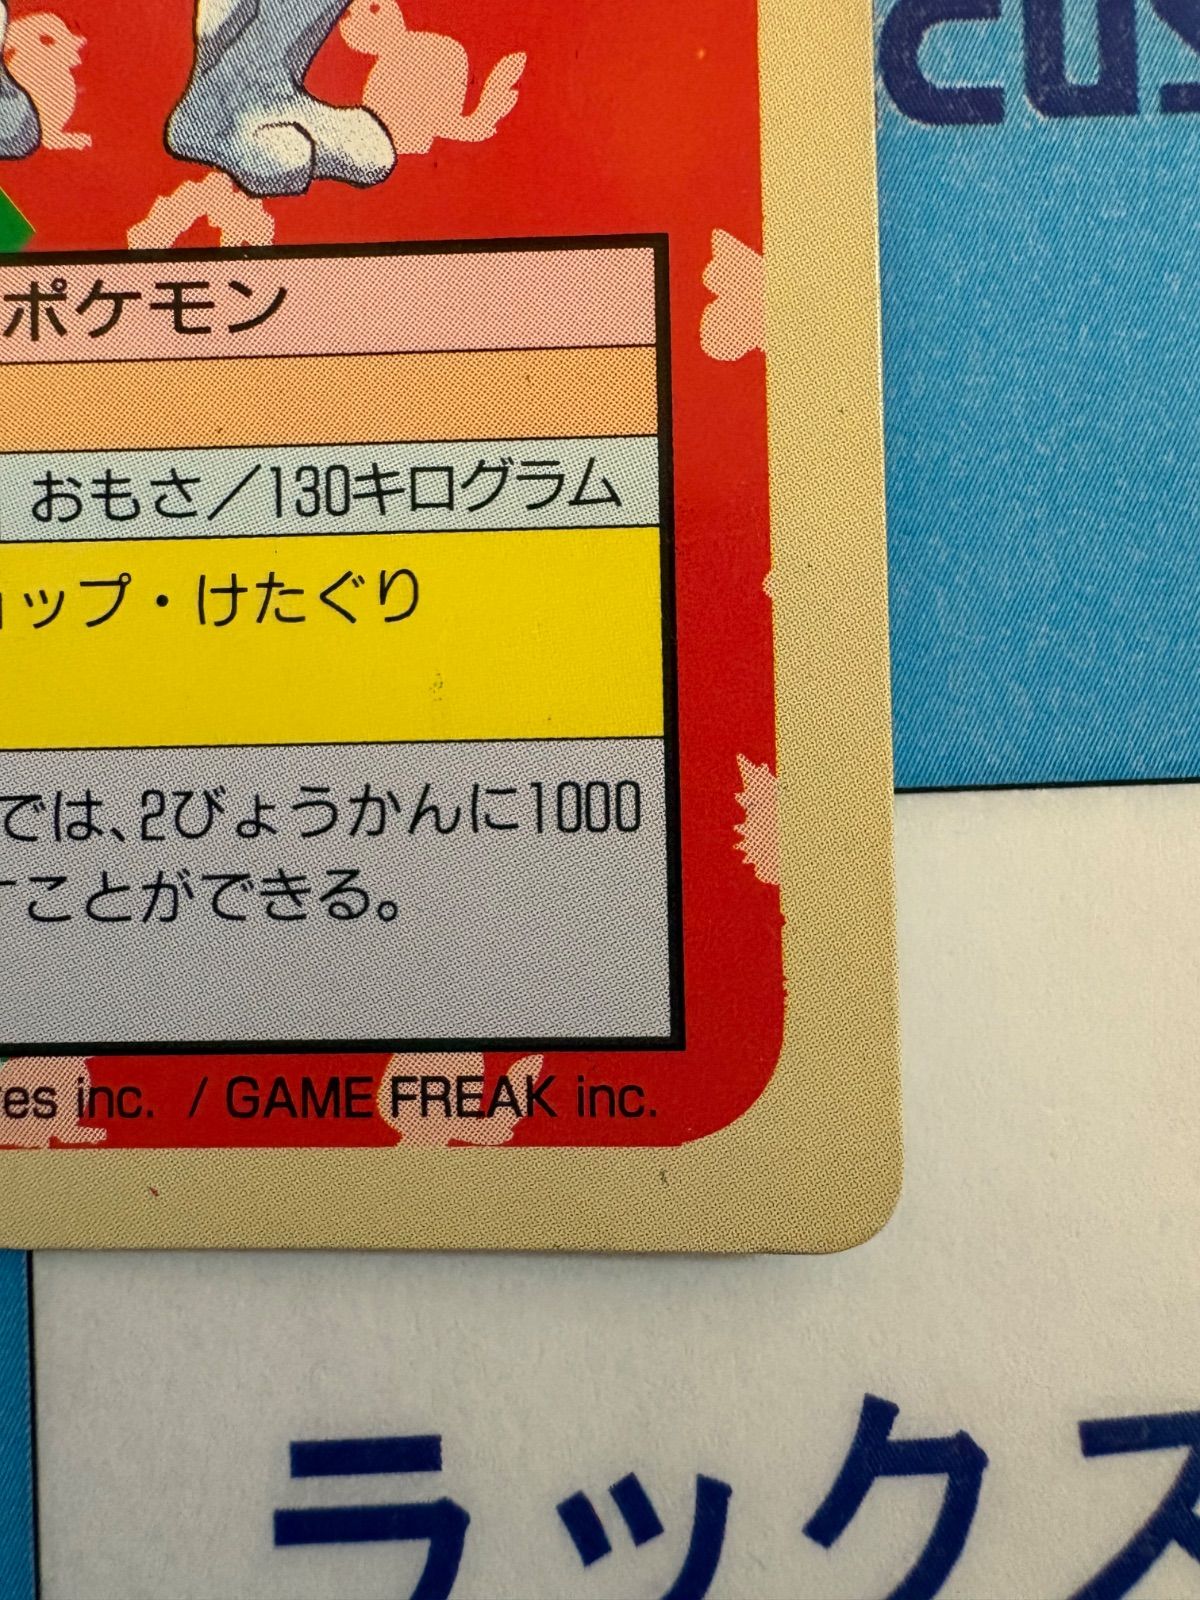 cus
ポケモン
おもさ／130キログラム
ョップ・けたぐり
では、2びょうかんに1000
すことができる。
es inc. / GAME FREAK inc.
ラックス